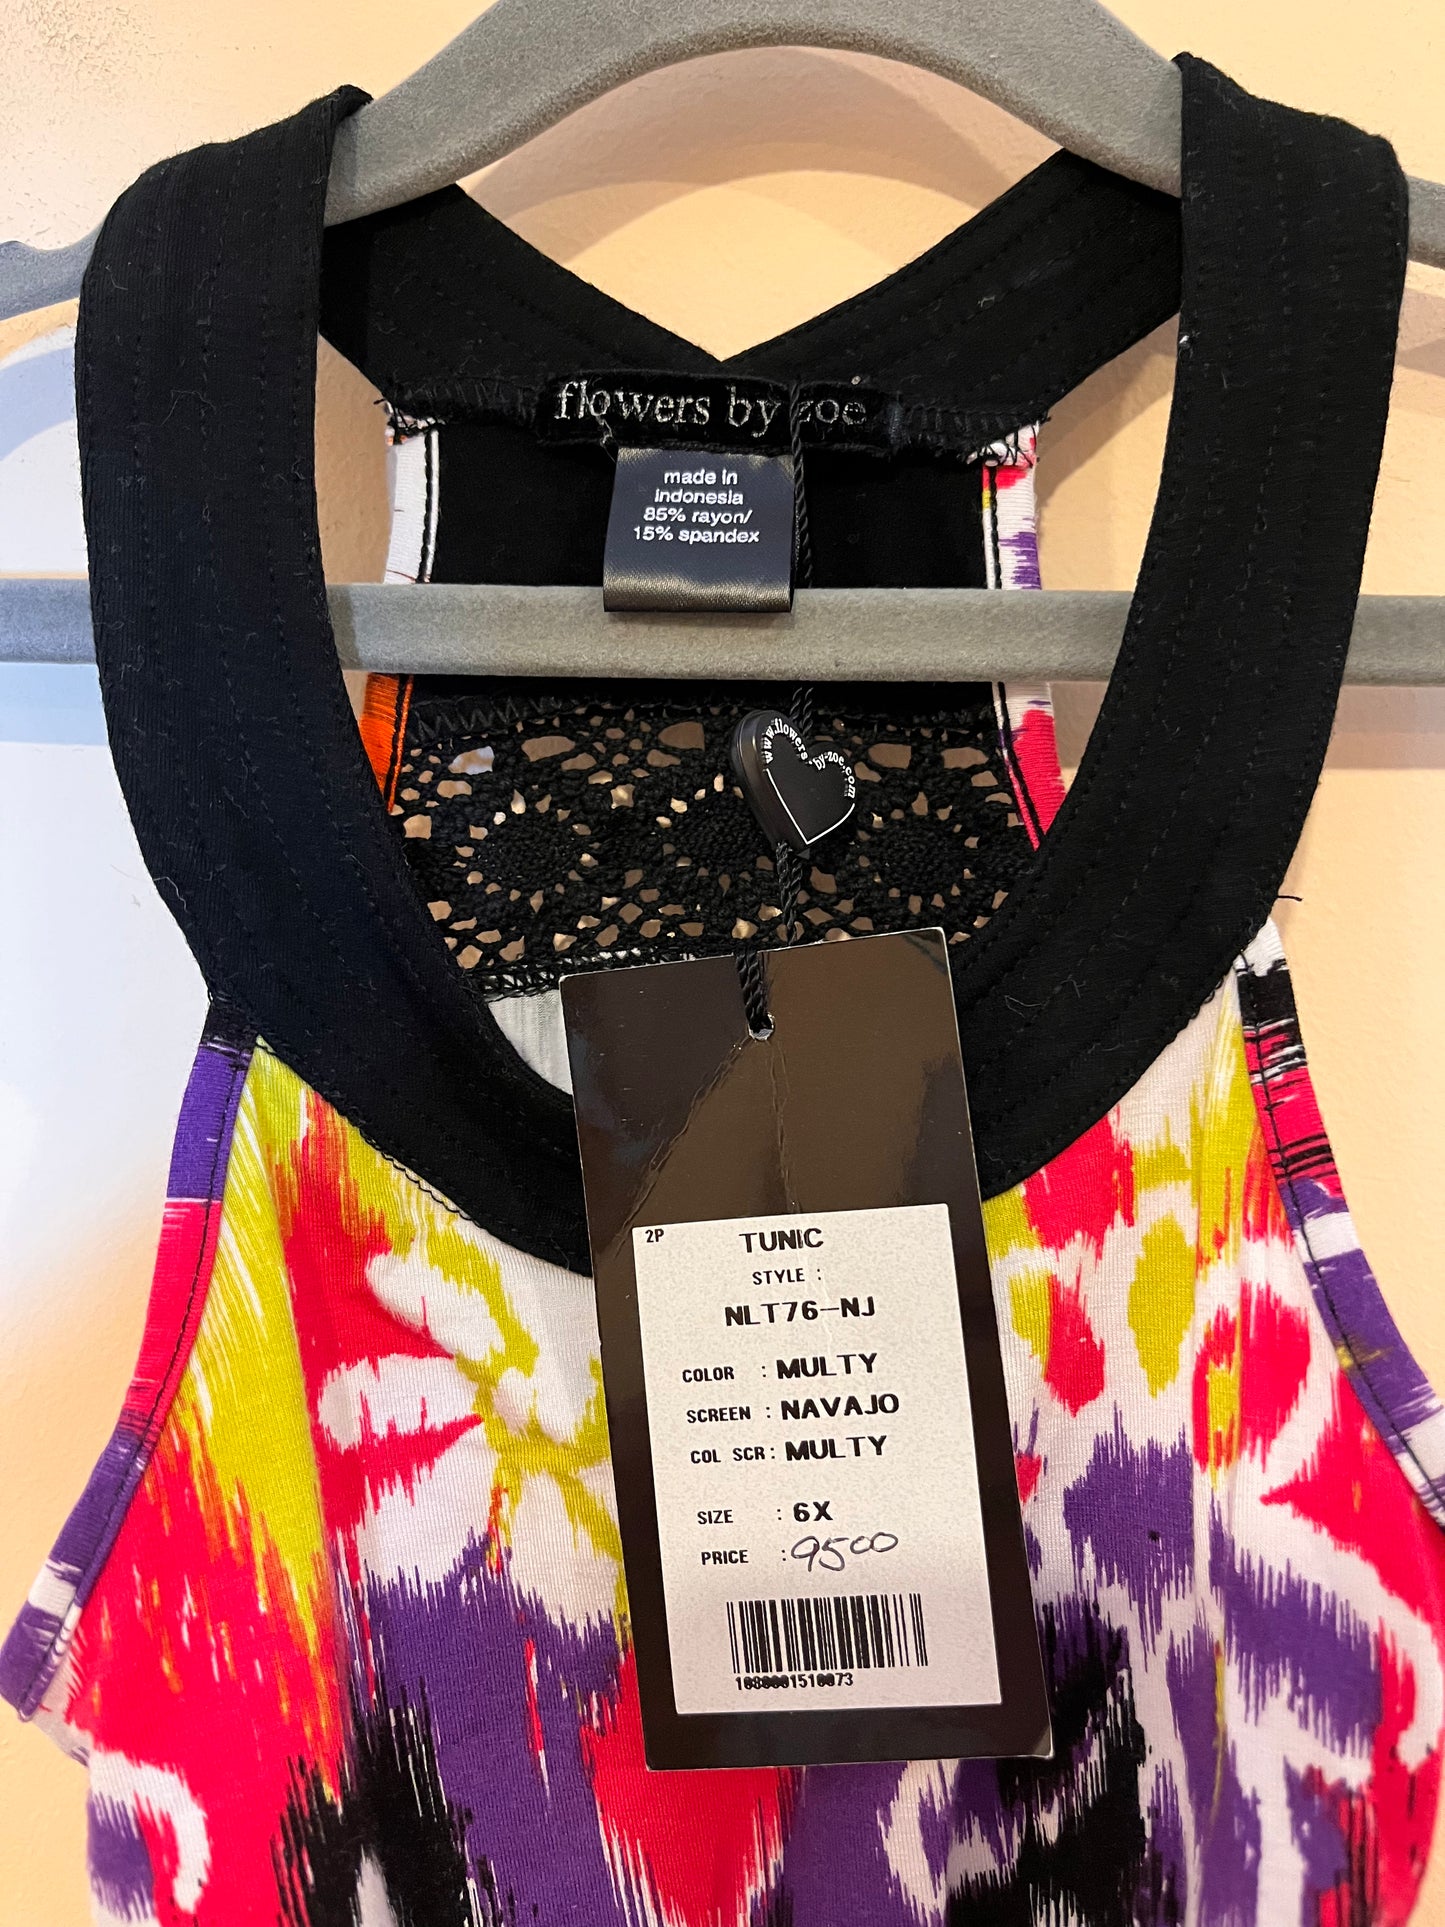 flowers by zoe
made in
indonesia
85% rayon/
15% spandex
www.flowers by-zoe.com
2P TUNIC
STYLE :
NLT76-NJ
COLOR : MULTY
SCREEN : NAVAJO
COL SCR : MULTY
SIZE : 6X
PRICE : 9500
1080001510073